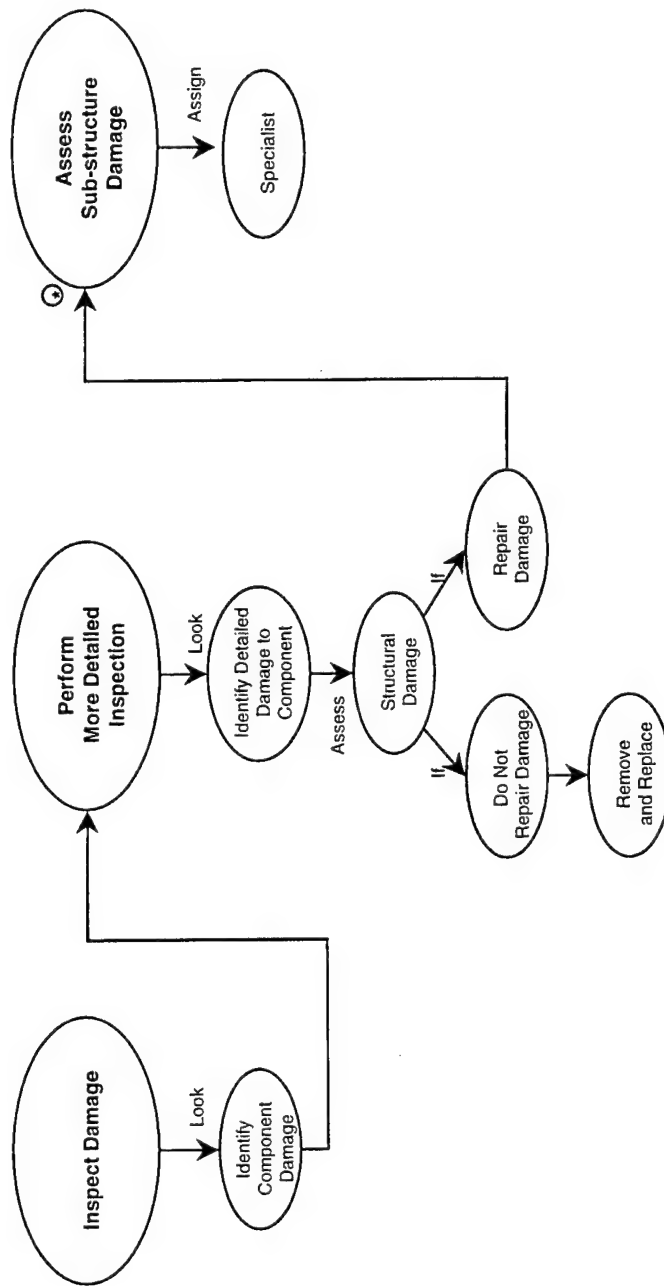 Inspect Damage
Look
Identify
Component
Damage
Perform
More Detailed
Inspection
Look
Identify Detailed
Damage to
Component
Assess
Structural
Damage
If
If
Do Not
Repair Damage
Remove
and Replace
Repair
Damage
Assess
Sub-structure
Damage
Assign
Specialist